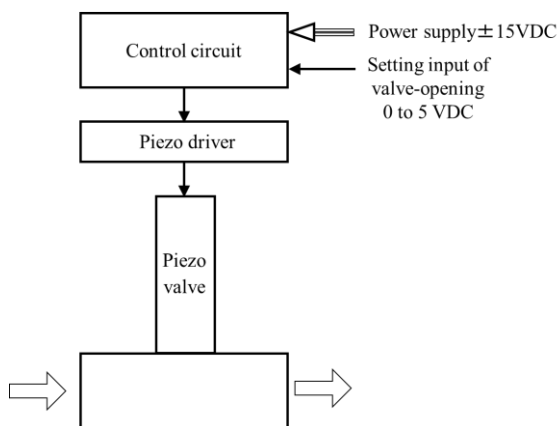 Control circuit
Power supply±15VDC
Setting input of
valve-opening
0 to 5 VDC
Piezo driver
Piezo
valve